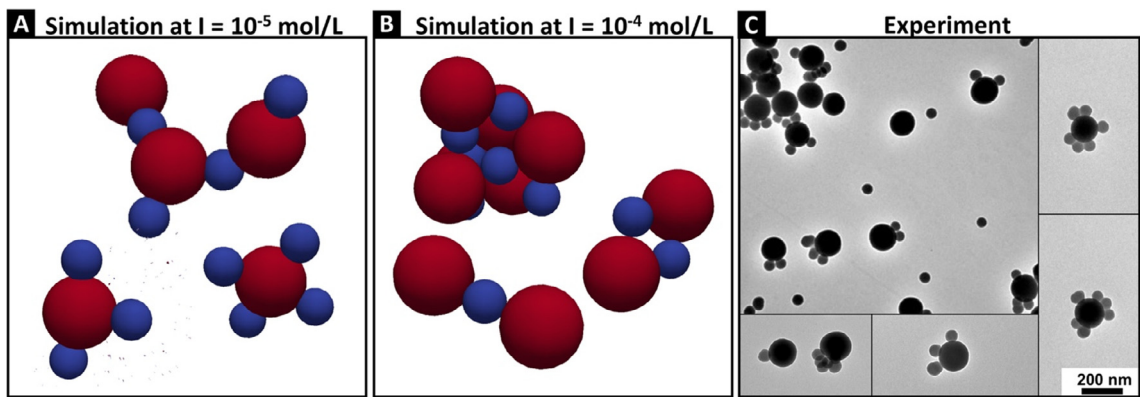 A Simulation at I = 10⁻⁵ mol/L
B Simulation at I = 10⁻⁴ mol/L
C Experiment
200 nm